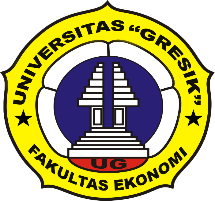 UNIVERSITAS "GRESIK"
UG
FAKULTAS EKONOMI